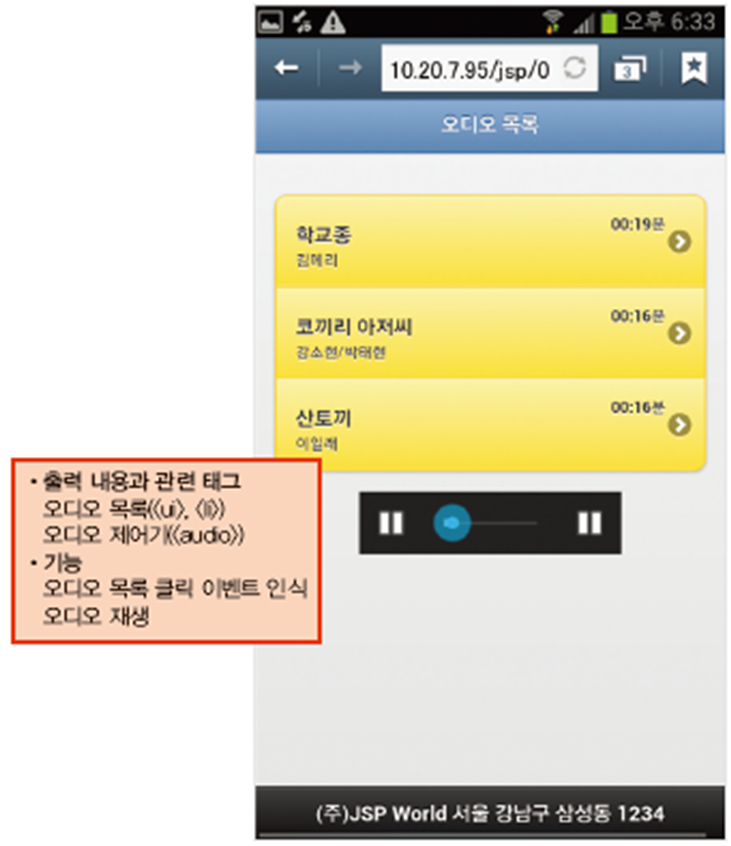 오후 6:33
10.20.7.95/jsp/0
3
오디오 목록
학교종
00:19분
김메리
코끼리 아저씨
00:16분
강소현/박태현
산토끼
00:16분
이일래
• 출력 내용과 관련 태그
오디오 목록(〈ui〉, 〈li〉)
오디오 제어기(〈audio〉)
• 기능
오디오 목록 클릭 이벤트 인식
오디오 재생
(주)JSP World 서울 강남구 삼성동 1234